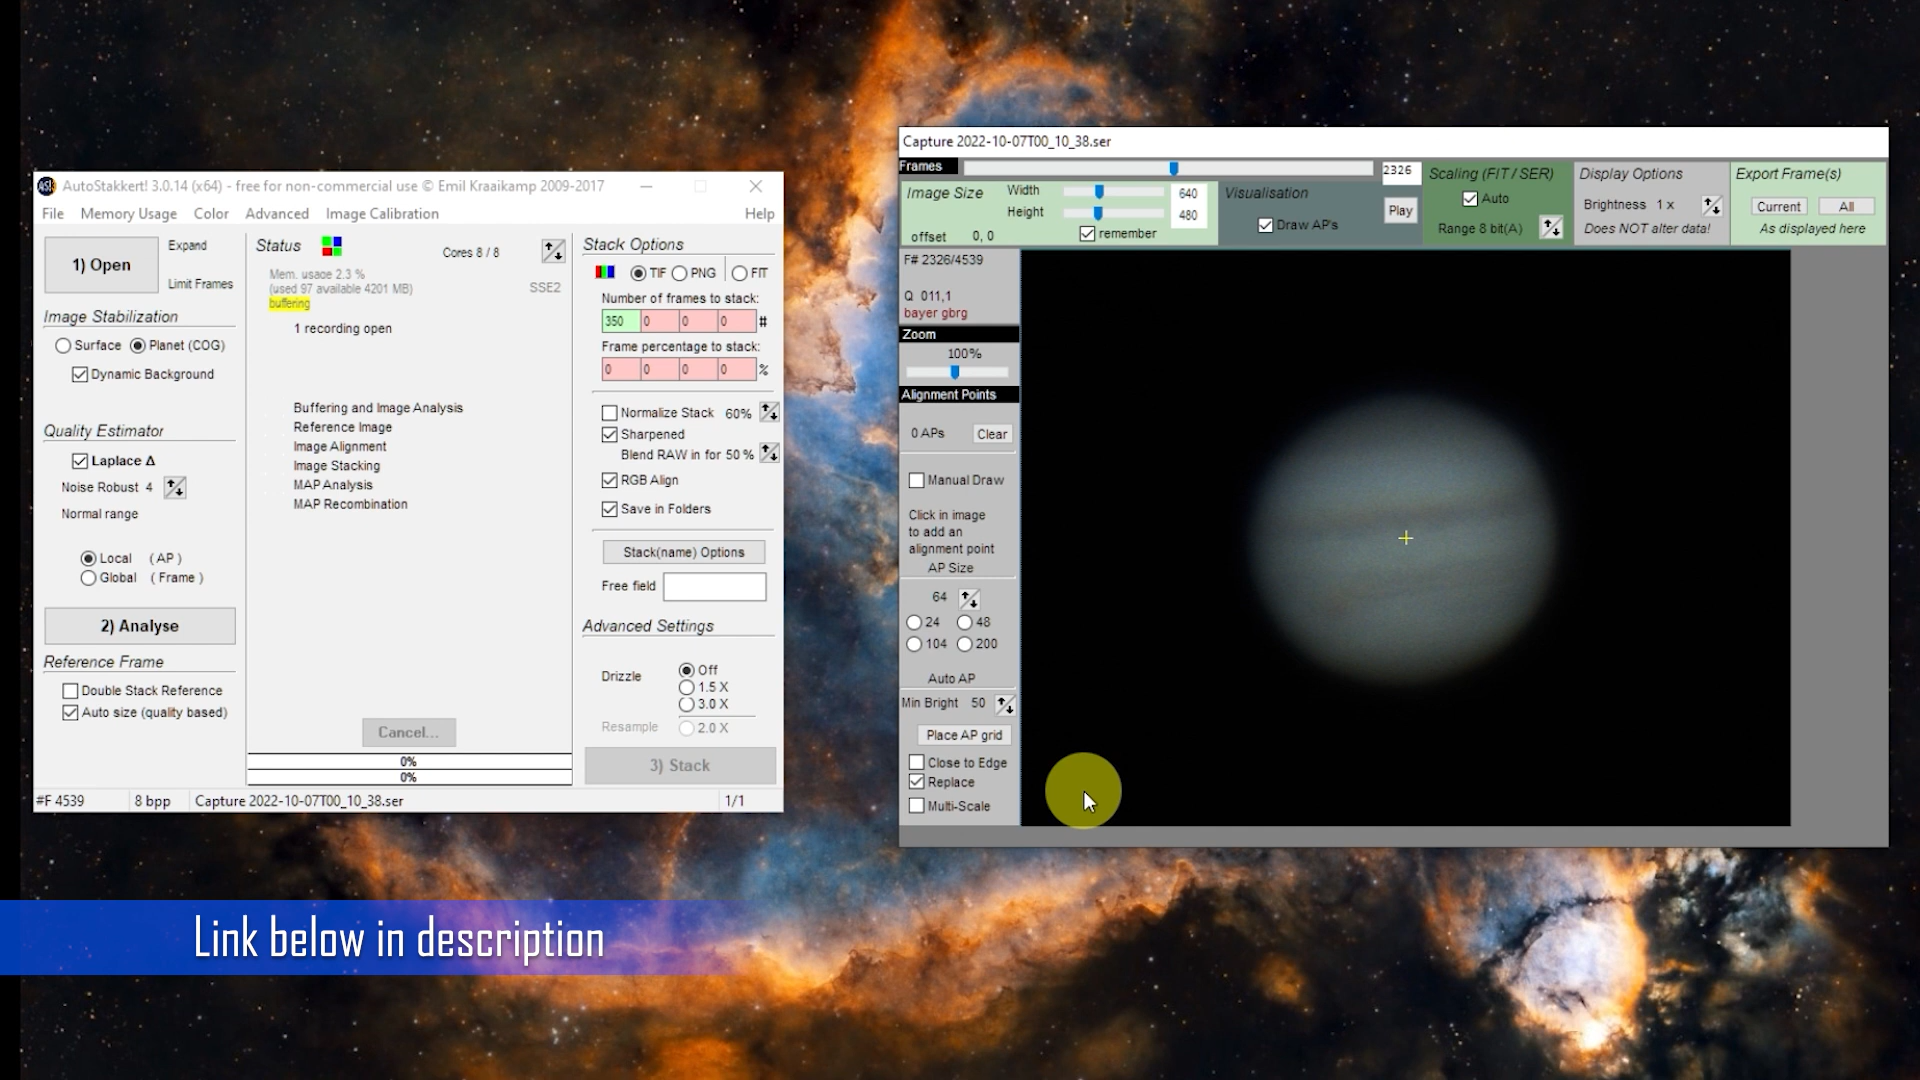 AS!
AutoStakkert! 3.0.14 (x64) - free for non-commercial use © Emil Kraaikamp 2009-2017
File Memory Usage Color Advanced Image Calibration Help
1) Open
Expand
Limit Frames
Image Stabilization
Surface Planet (COG)
Dynamic Background
Quality Estimator
Laplace Δ
Noise Robust 4
Normal range
Local (AP)
Global (Frame)
2) Analyse
Reference Frame
Double Stack Reference
Auto size (quality based)
Status
Cores 8 / 8
Mem. usage 2.3 %
(used 97 available 4201 MB)
SSE2
buffering
1 recording open
Buffering and Image Analysis
Reference Image
Image Alignment
Image Stacking
MAP Analysis
MAP Recombination
Cancel...
0%
0%
Stack Options
TIF PNG FIT
Number of frames to stack:
350 0 0 0 #
Frame percentage to stack:
0 0 0 0 %
Normalize Stack 60%
Sharpened
Blend RAW in for 50 %
RGB Align
Save in Folders
Stack(name) Options
Free field
Advanced Settings
Drizzle
Off
1.5 X
3.0 X
Resample 2.0 X
3) Stack
#F 4539 8 bpp Capture 2022-10-07T00_10_38.ser 1/1
Capture 2022-10-07T00_10_38.ser
Frames 2326
Image Size
Width 640
Height 480
offset 0, 0
remember
Visualisation
Draw AP's
Play
Scaling (FIT / SER)
Auto
Range 8 bit(A)
Display Options
Brightness 1 x
Does NOT alter data!
Export Frame(s)
Current All
As displayed here
F# 2326/4539
Q 011,1
bayer gbrg
Zoom
100%
Alignment Points
0 APs Clear
Manual Draw
Click in image
to add an
alignment point
AP Size
64
24 48
104 200
Auto AP
Min Bright 50
Place AP grid
Close to Edge
Replace
Multi-Scale
Link below in description